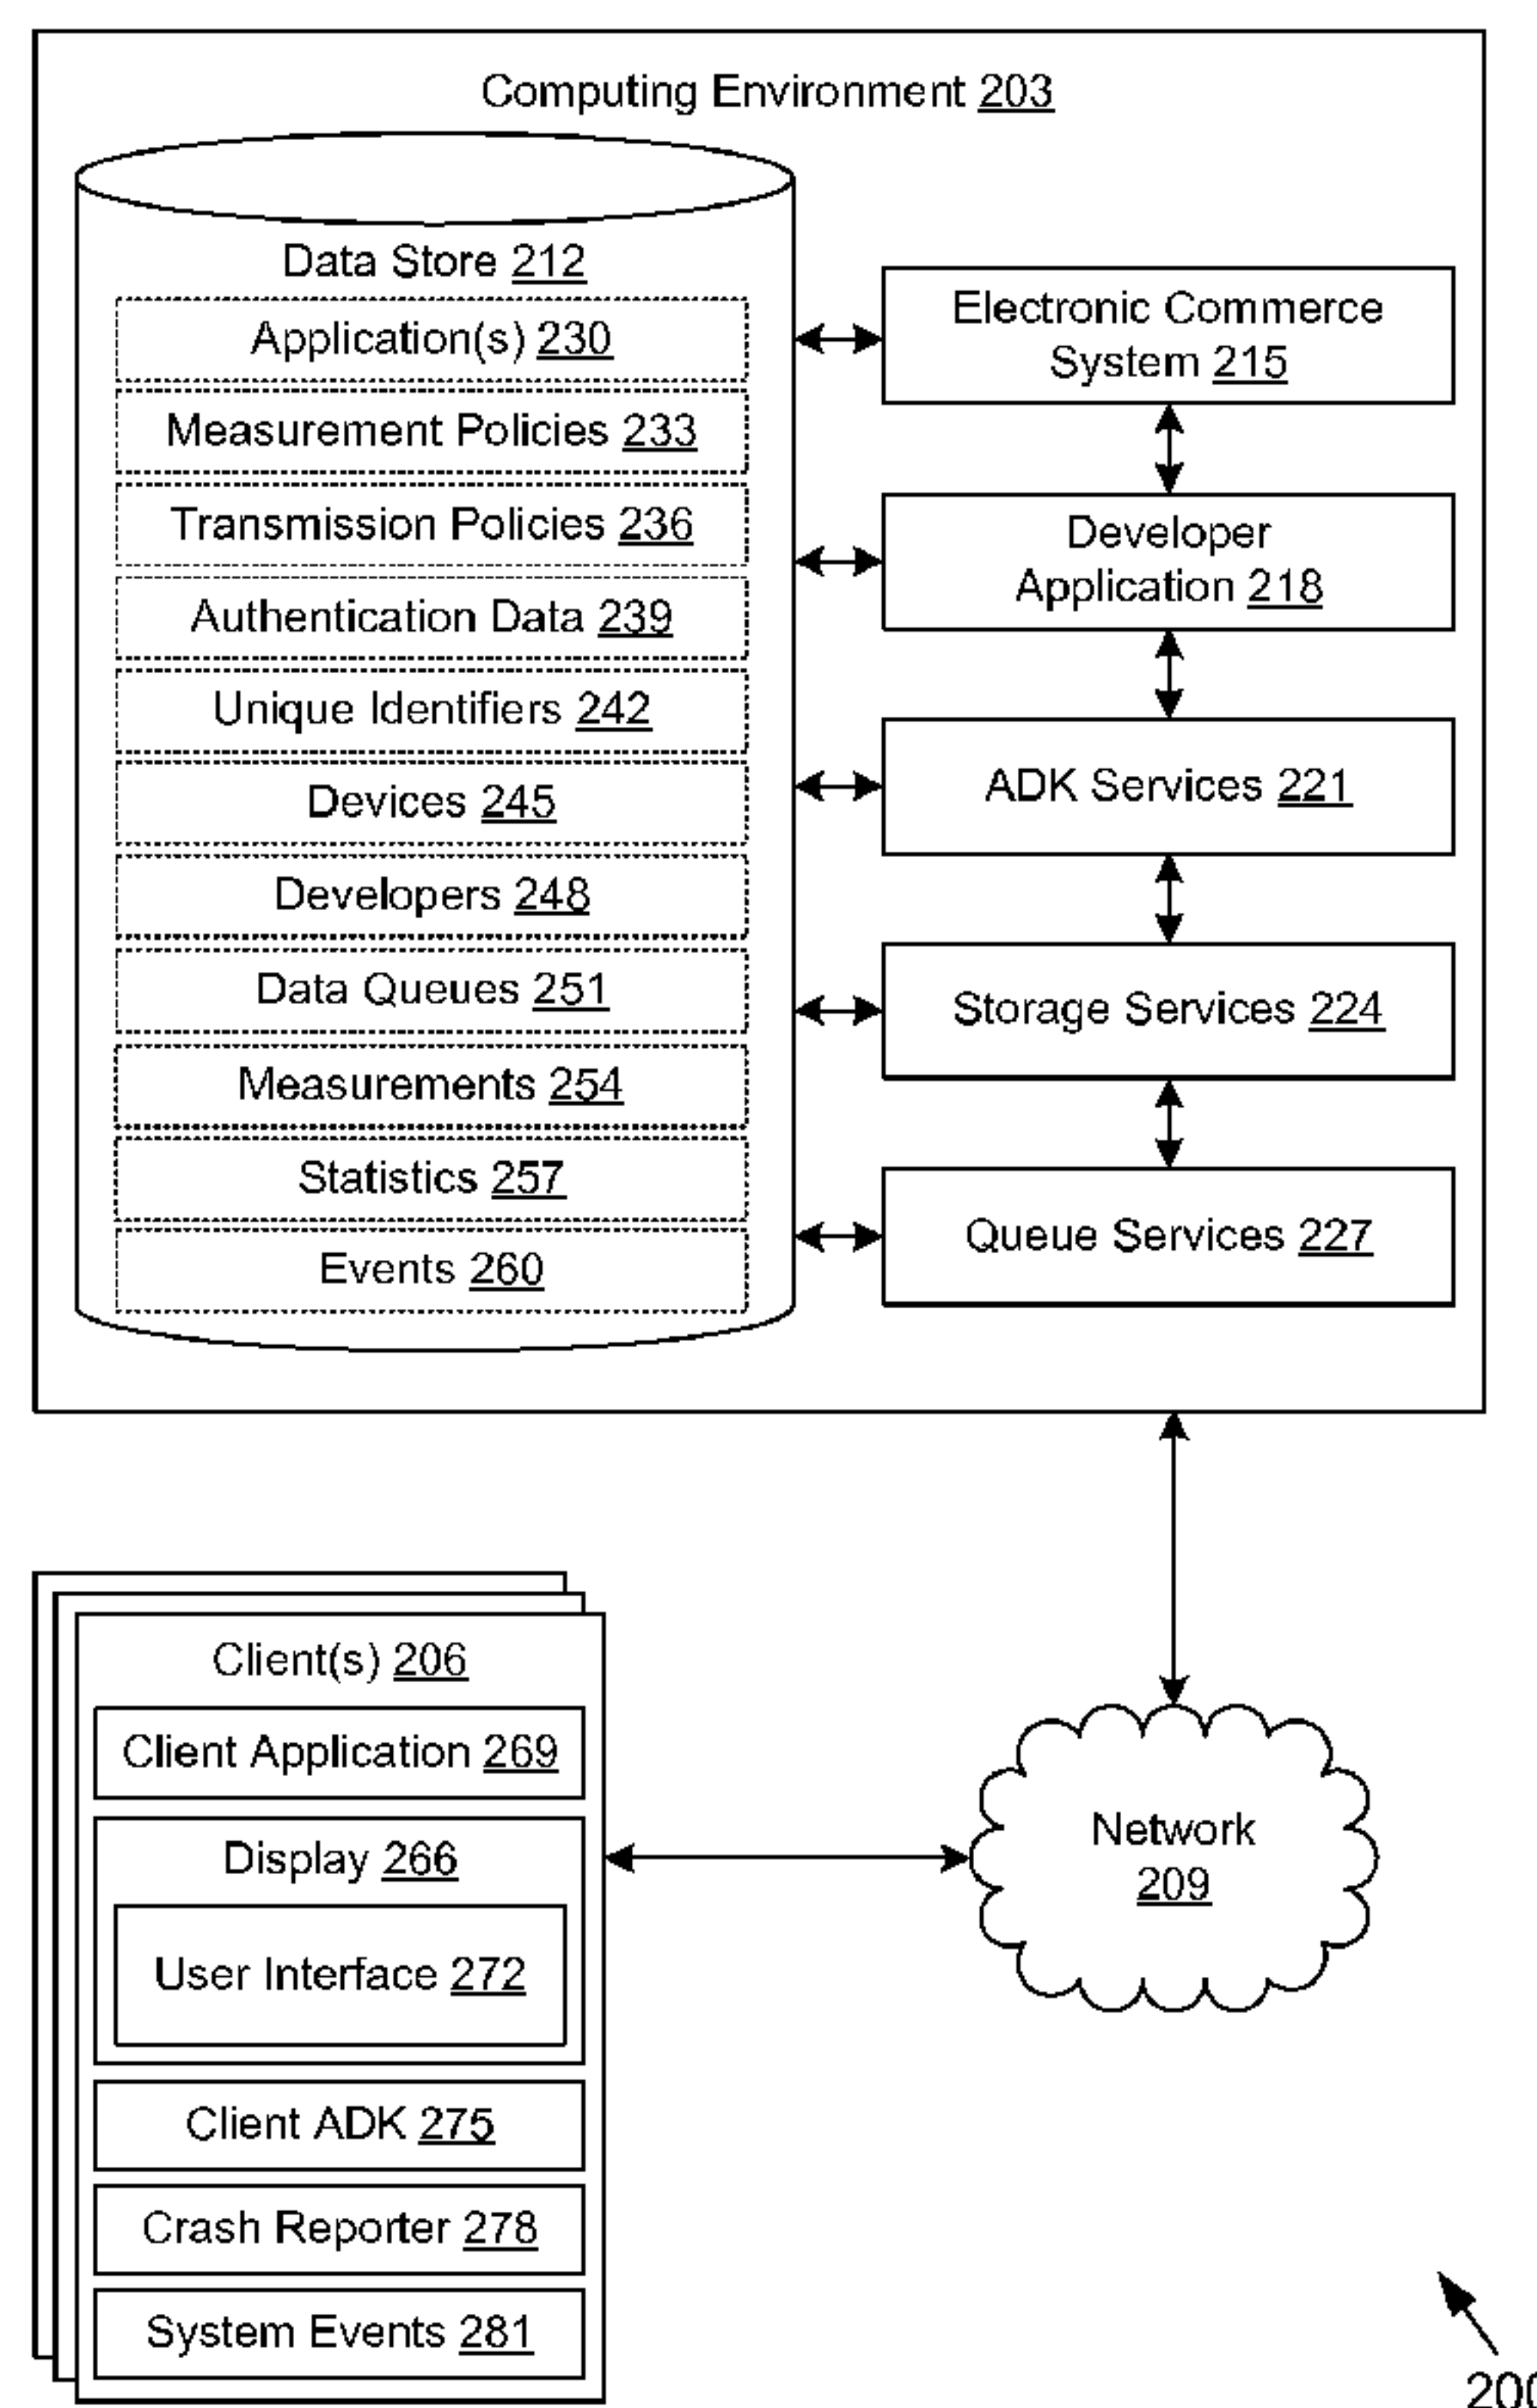 Computing Environment 203
Data Store 212
Application(s) 230
Measurement Policies 233
Transmission Policies 236
Authentication Data 239
Unique Identifiers 242
Devices 245
Developers 248
Data Queues 251
Measurements 254
Statistics 257
Events 260
Electronic Commerce
System 215
Developer
Application 218
ADK Services 221
Storage Services 224
Queue Services 227
Client(s) 206
Client Application 269
Display 266
User Interface 272
Client ADK 275
Crash Reporter 278
System Events 281
Network
209
200